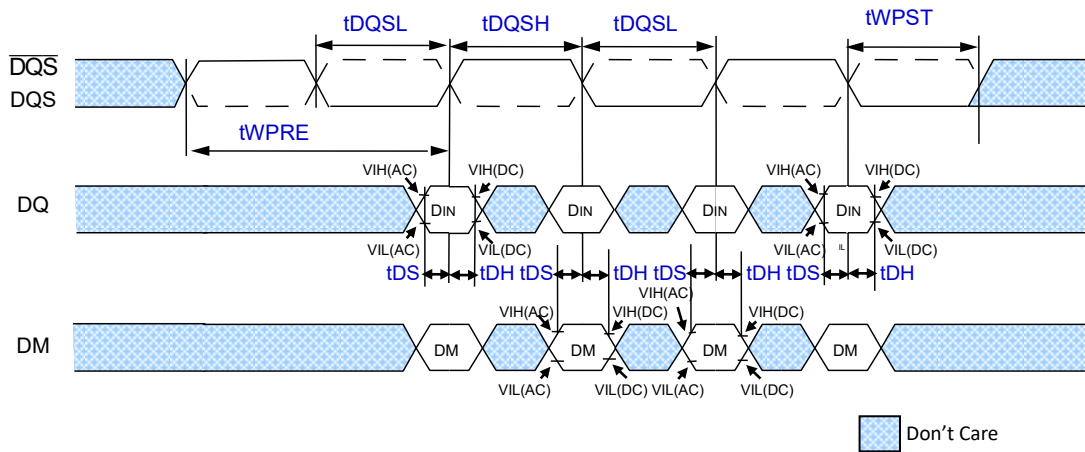 tDQSL tDQSH tDQSL tWPST
DQS
DQS
tWPRE
VIH(AC) VIH(DC) VIH(AC) VIH(DC)
DQ DIN DIN DIN DIN
VIL(AC) VIL(DC) VIL(AC) IL VIL(DC)
tDS tDH tDS tDH tDS tDH tDS tDH
VIH(AC)
VIH(AC) VIH(DC) VIH(DC)
DM DM DM DM DM
VIL(AC) VIL(DC) VIL(AC) VIL(DC)
Don't Care